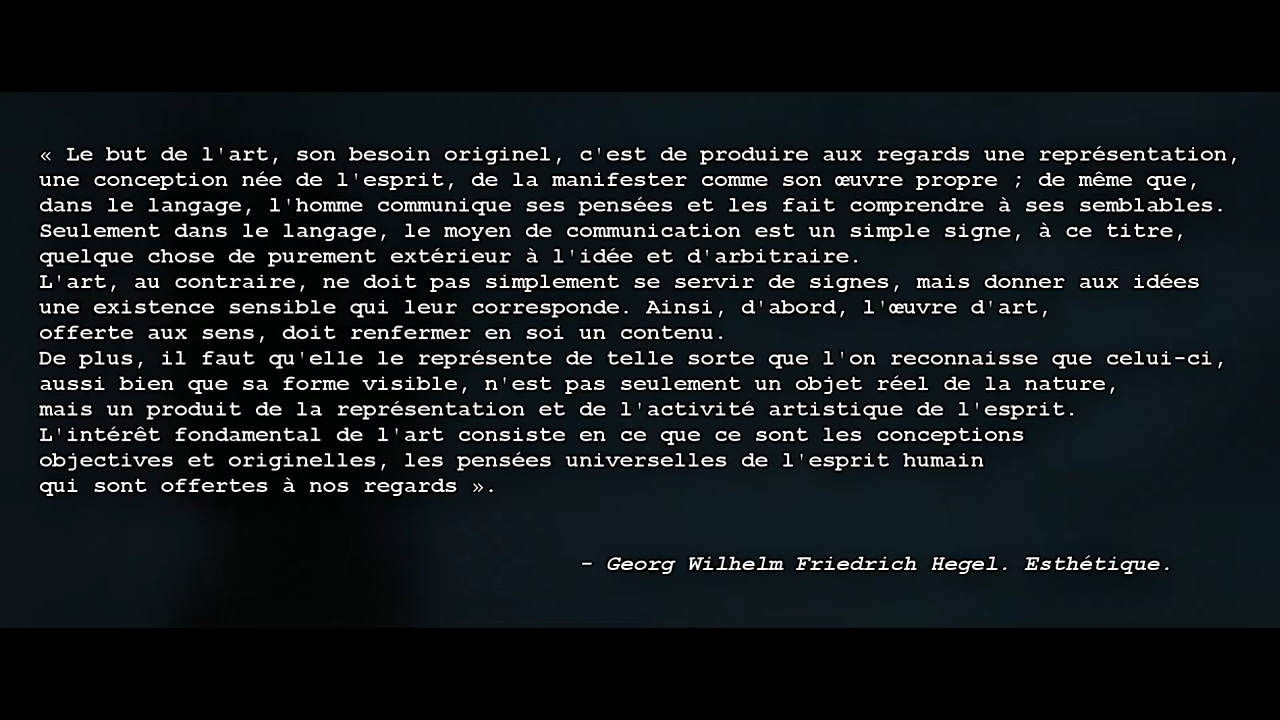 « Le but de l'art, son besoin originel, c'est de produire aux regards une représentation,
une conception née de l'esprit, de la manifester comme son œuvre propre ; de même que,
dans le langage, l'homme communique ses pensées et les fait comprendre à ses semblables.
Seulement dans le langage, le moyen de communication est un simple signe, à ce titre,
quelque chose de purement extérieur à l'idée et d'arbitraire.
L'art, au contraire, ne doit pas simplement se servir de signes, mais donner aux idées
une existence sensible qui leur corresponde. Ainsi, d'abord, l'œuvre d'art,
offerte aux sens, doit renfermer en soi un contenu.
De plus, il faut qu'elle le représente de telle sorte que l'on reconnaisse que celui-ci,
aussi bien que sa forme visible, n'est pas seulement un objet réel de la nature,
mais un produit de la représentation et de l'activité artistique de l'esprit.
L'intérêt fondamental de l'art consiste en ce que ce sont les conceptions
objectives et originelles, les pensées universelles de l'esprit humain
qui sont offertes à nos regards ».
– Georg Wilhelm Friedrich Hegel. Esthétique.